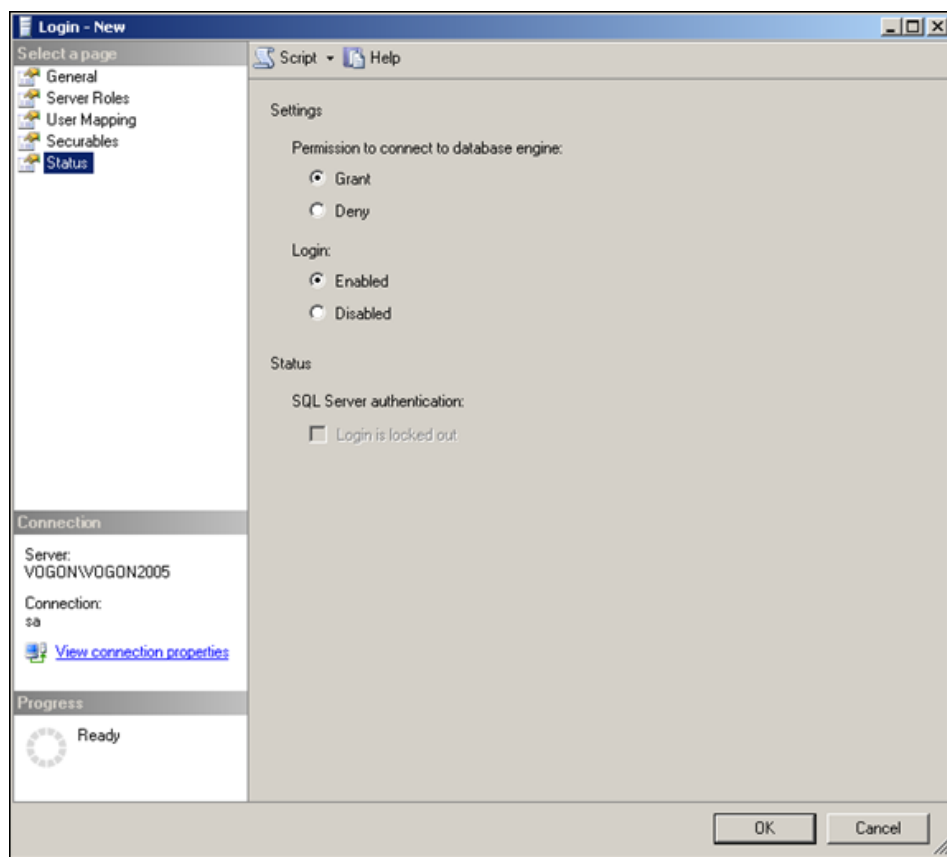 Login - New
Select a page
General
Server Roles
User Mapping
Securables
Status
Script
Help
Settings
Permission to connect to database engine:
Grant
Deny
Login:
Enabled
Disabled
Status
SQL Server authentication:
Login is locked out
Connection
Server:
VOGON\VOGON2005
Connection:
sa
View connection properties
Progress
Ready
OK
Cancel